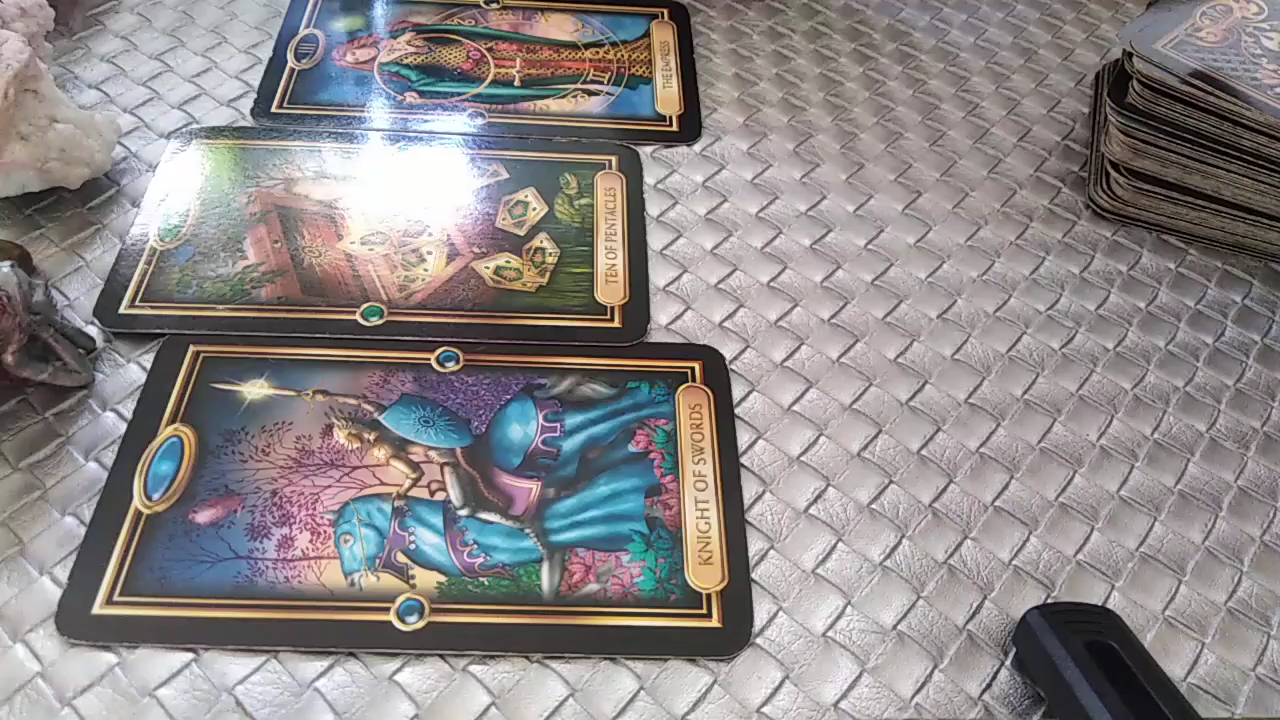 THE EMPRESS
TEN OF PENTACLES
KNIGHT OF SWORDS